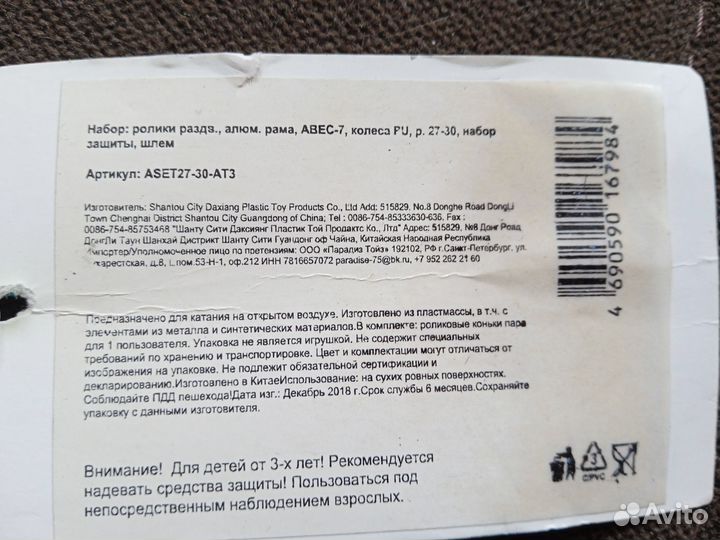 Набор: ролики раздв., алюм. рама, ABEC-7, колеса PU, р. 27-30, набор
защиты, шлем
Артикул: ASET27-30-AT3
Изготовитель: Shantou City Daxiang Plastic Toy Products Co., Ltd Add: 515829, No.8 Donghe Road DongLi
Town Chenghai District Shantou City Guangdong of China; Tel : 0086-754-85333630-636, Fax :
0086-754-85753468 "Шанту Сити Даксиянг Пластик Той Продактс Ко., Лтд" Адрес: 515829, №8 Донг Роад
ДонгЛи Таун Шанхай Дистрикт Шанту Сити Гуандонг оф Чайна, Китайская Народная Республика
Импортер/Уполномоченное лицо по претензиям: ООО «Парадиз Тойз» 192102, РФ г.Санкт-Петербург, ул.
Бухарестская, д.8, пом.53-Н-1, оф.212 ИНН 7816657072 paradise-75@bk.ru, +7 952 262 21 60
Предназначено для катания на открытом воздухе. Изготовлено из пластмассы, в т.ч. с
элементами из металла и синтетических материалов.В комплекте: роликовые коньки пара
для 1 пользователя. Упаковка не является игрушкой. Не содержит специальных
требований по хранению и транспортировке. Цвет и комплектации могут отличаться от
изображения на упаковке. Не подлежит обязательной сертификации и
декларированию.Изготовлено в КитаеИспользование: на сухих ровных поверхностях.
Соблюдайте ПДД пешехода!Дата изг.: Декабрь 2018 г.Срок службы 6 месяцев.Сохраняйте
упаковку с данными изготовителя.
Внимание! Для детей от 3-х лет! Рекомендуется
надевать средства защиты! Пользоваться под
непосредственным наблюдением взрослых.
4 690590 167984
3
Avito